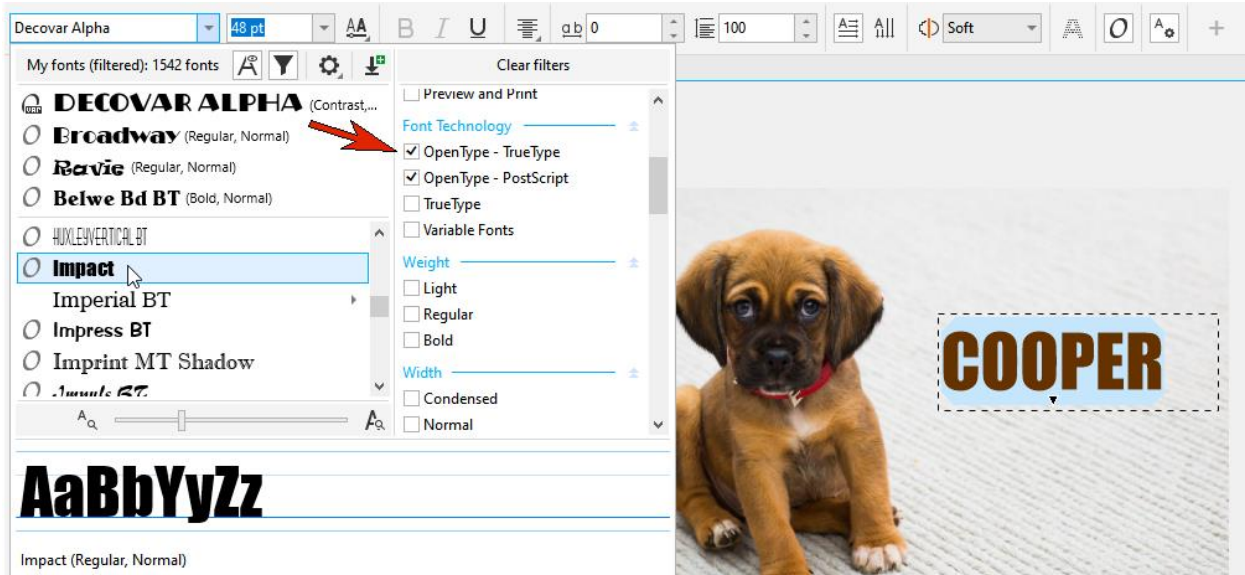 Decovar Alpha 48 pt AA B I U ab 0 100 Soft A O A
My fonts (filtered): 1542 fonts A
Clear filters
DECOVAR ALPHA (Contrast,...
Broadway (Regular, Normal)
Ravie (Regular, Normal)
Belwe Bd BT (Bold, Normal)
HUXLEYVERTICAL BT
Impact
Imperial BT
Impress BT
Imprint MT Shadow
Preview and Print
Font Technology
OpenType - TrueType
OpenType - PostScript
TrueType
Variable Fonts
Weight
Light
Regular
Bold
Width
Condensed
Normal
AaBbYyZz
Impact (Regular, Normal)
COOPER